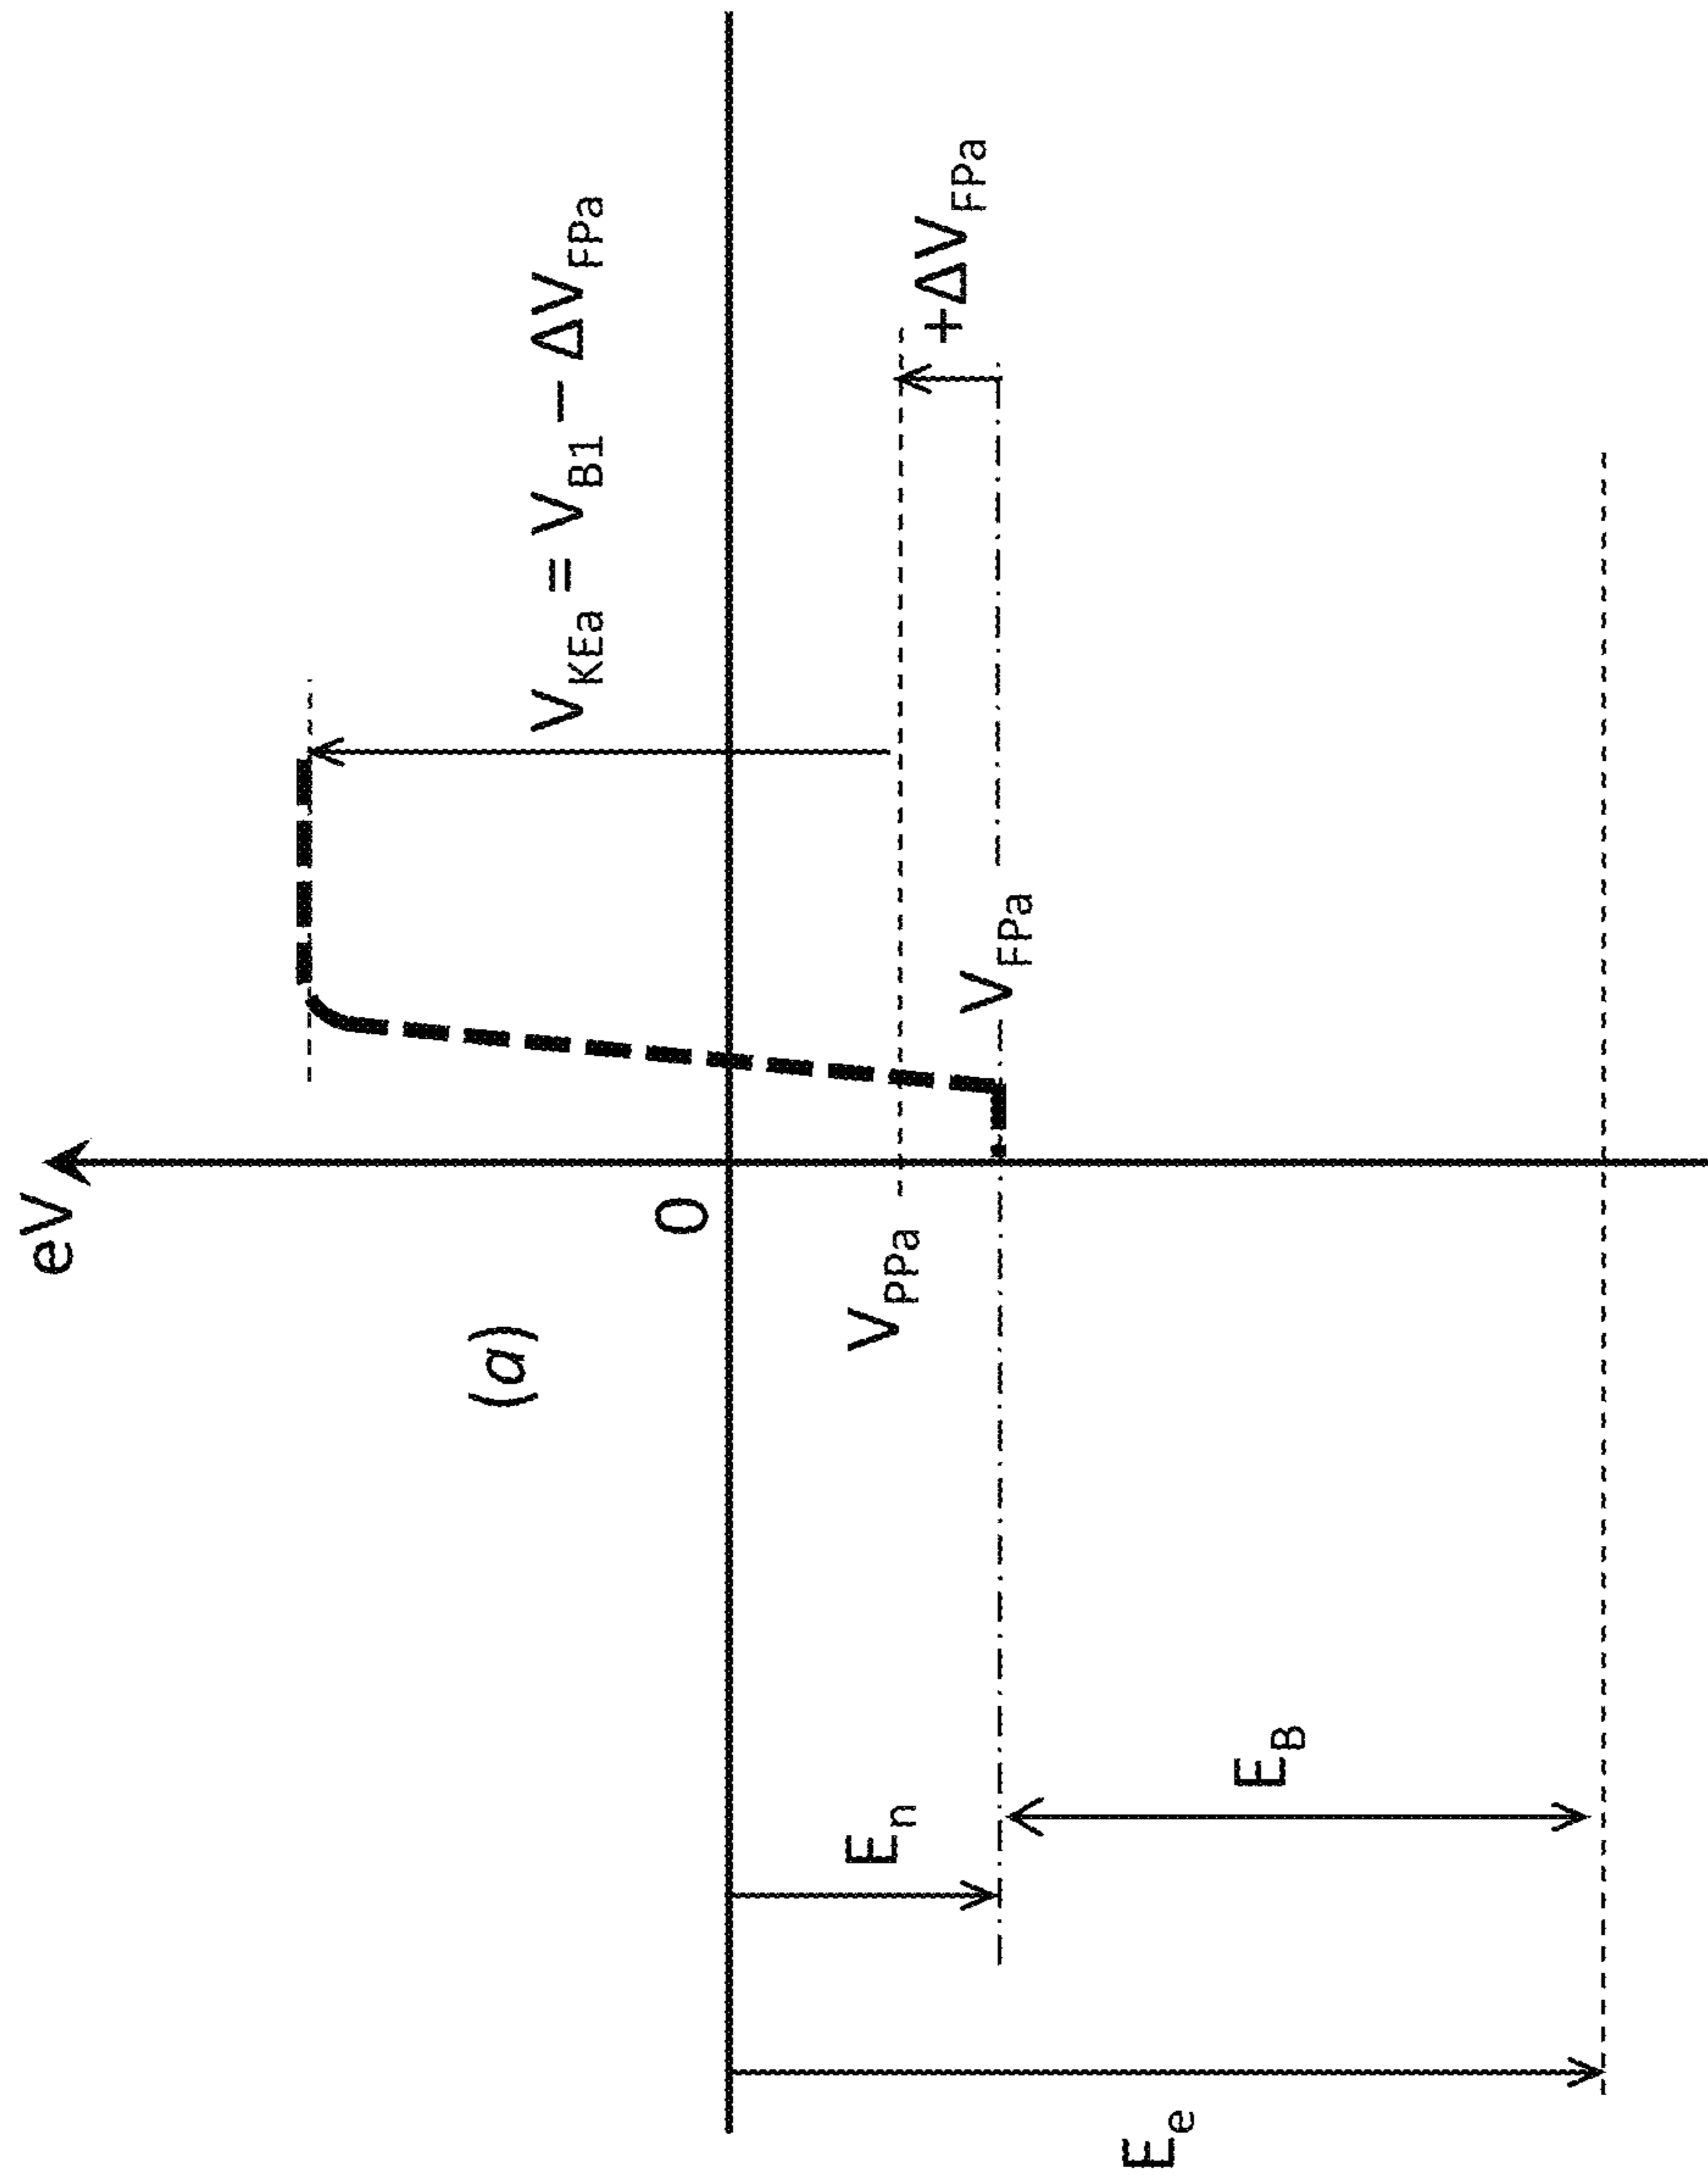 eV
(a)
V_KEa = V_B1 − ΔV_FPa
0
E_n
V_PPa
+ΔV_FPa
V_FPa
E_e
E_B